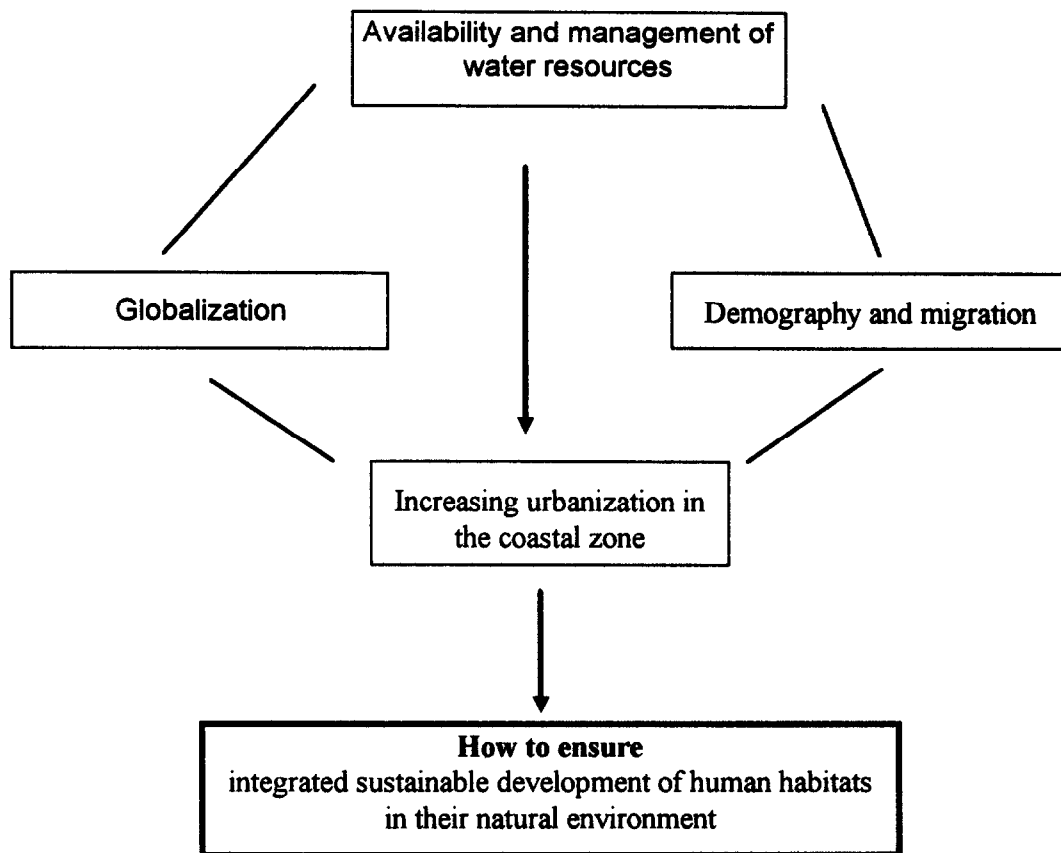 Availability and management of
water resources
Globalization
Demography and migration
Increasing urbanization in
the coastal zone
How to ensure
integrated sustainable development of human habitats
in their natural environment